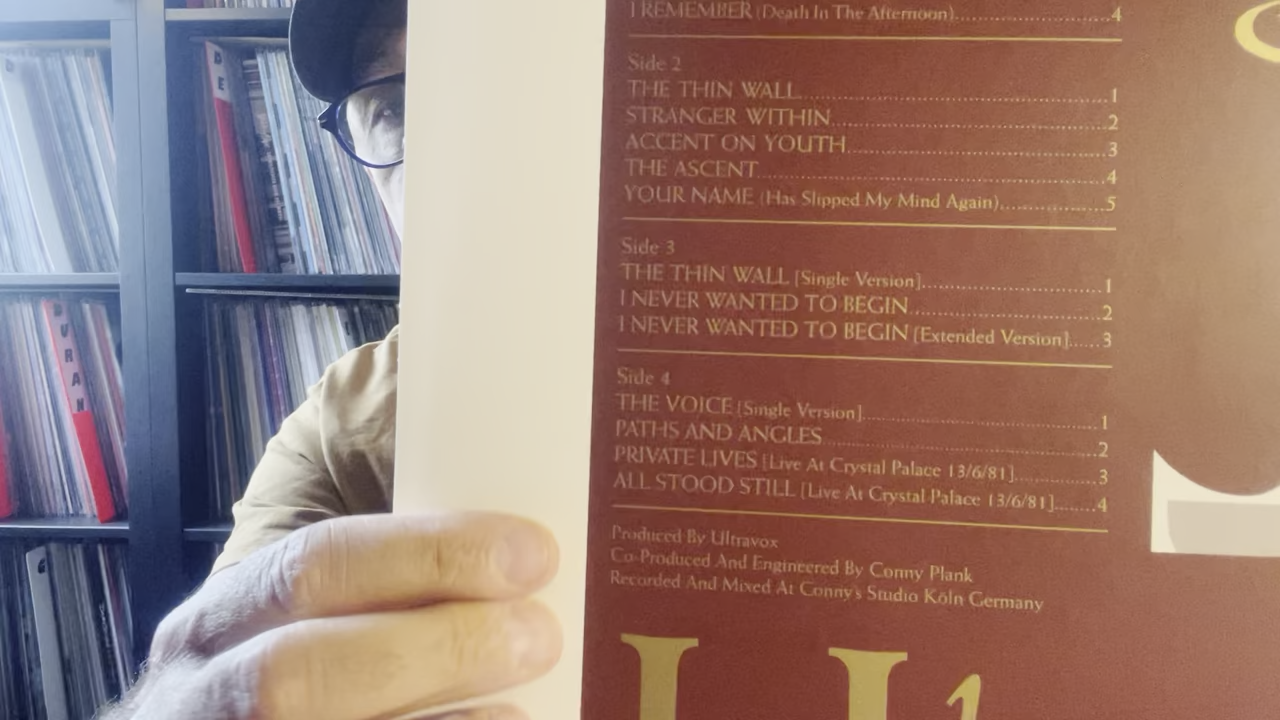 I REMEMBER (Death In The Afternoon)....................4
Side 2
THE THIN WALL....................1
STRANGER WITHIN....................2
ACCENT ON YOUTH....................3
THE ASCENT....................4
YOUR NAME (Has Slipped My Mind Again)....................5
Side 3
THE THIN WALL [Single Version]....................1
I NEVER WANTED TO BEGIN....................2
I NEVER WANTED TO BEGIN [Extended Version]......3
Side 4
THE VOICE [Single Version]....................1
PATHS AND ANGLES....................2
PRIVATE LIVES [Live At Crystal Palace 13/6/81]....................3
ALL STOOD STILL [Live At Crystal Palace 13/6/81]........4
Produced By Ultravox
Co-Produced And Engineered By Conny Plank
Recorded And Mixed At Conny's Studio Köln Germany
DE
DURAN